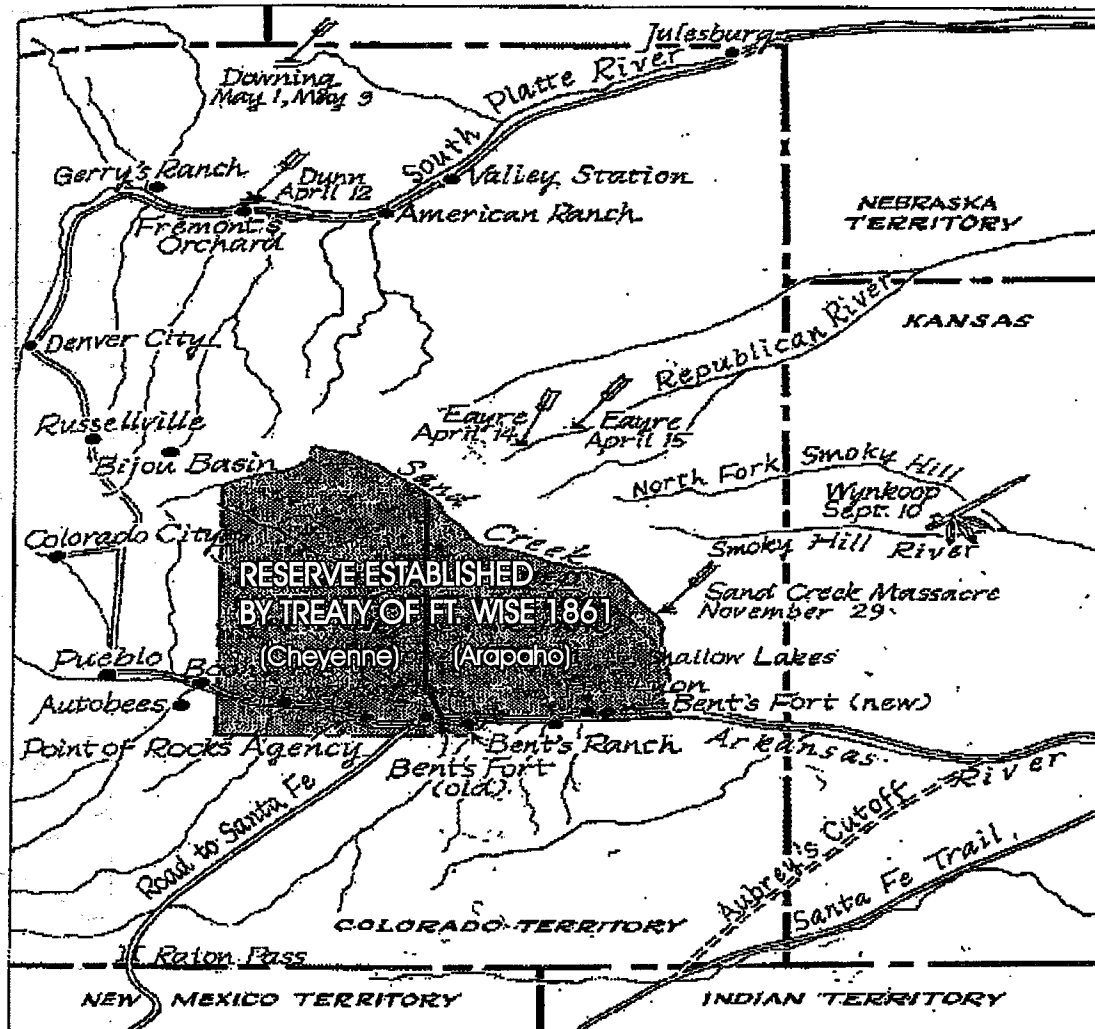 Julesburg
Downing
May 1, May 3
South Platte River
Gerry's Ranch
Dunn
April 12
Valley Station
Fremont's
Orchard
American Ranch
NEBRASKA
TERRITORY
Republican River
KANSAS
Denver City
Eayre
April 14
Eayre
April 15
Russellville
Bijou Basin
Sand
Creek
North Fork Smoky Hill
Wynkoop
Sept. 10
Colorado City
Smoky Hill
River
RESERVE ESTABLISHED
BY TREATY OF FT. WISE 1861
(Cheyenne)
(Arapaho)
Sand Creek Massacre
November 29
Pueblo
Lakes
Autobees
Bent's Fort (new)
Point of Rocks Agency
Bent's Ranch
Bent's Fort
(old)
Arkansas
River
Road to Santa Fe
Aubrey's Cutoff
Santa Fe Trail
COLORADO TERRITORY
Raton Pass
NEW MEXICO TERRITORY
INDIAN TERRITORY